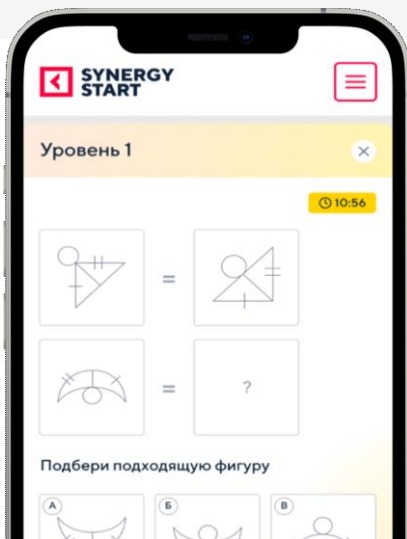 SYNERGY
START
Уровень 1
10:56
=
= ?
Подбери подходящую фигуру
А Б В